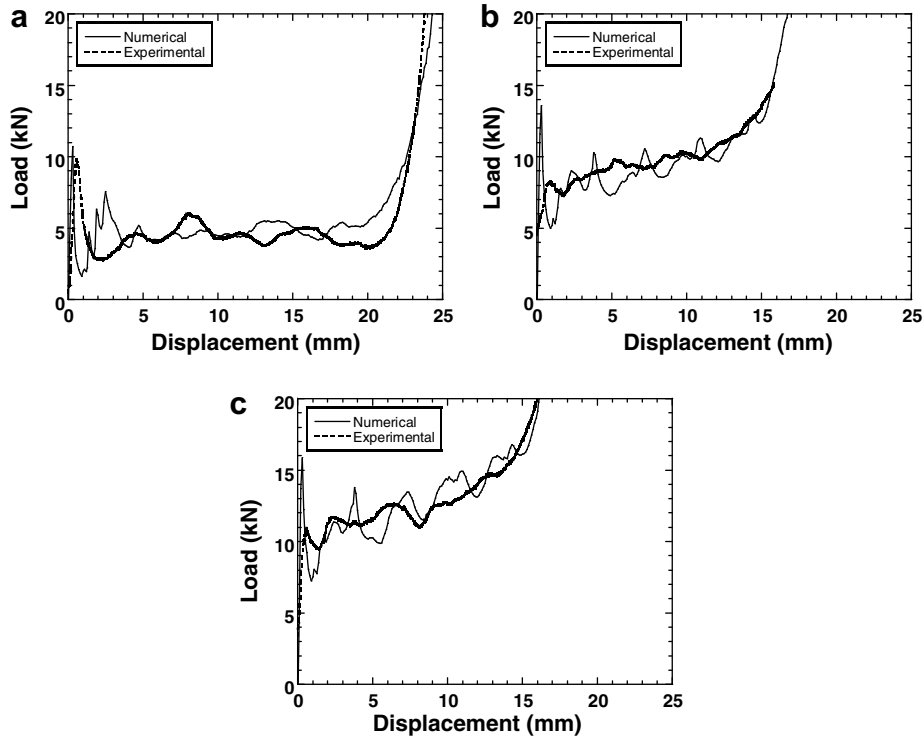 a
Numerical
Experimental
Load (kN)
20
15
10
5
0
0 5 10 15 20 25
Displacement (mm)
b
Numerical
Experimental
Load (kN)
20
15
10
5
0
0 5 10 15 20 25
Displacement (mm)
c
Numerical
Experimental
Load (kN)
20
15
10
5
0
0 5 10 15 20 25
Displacement (mm)